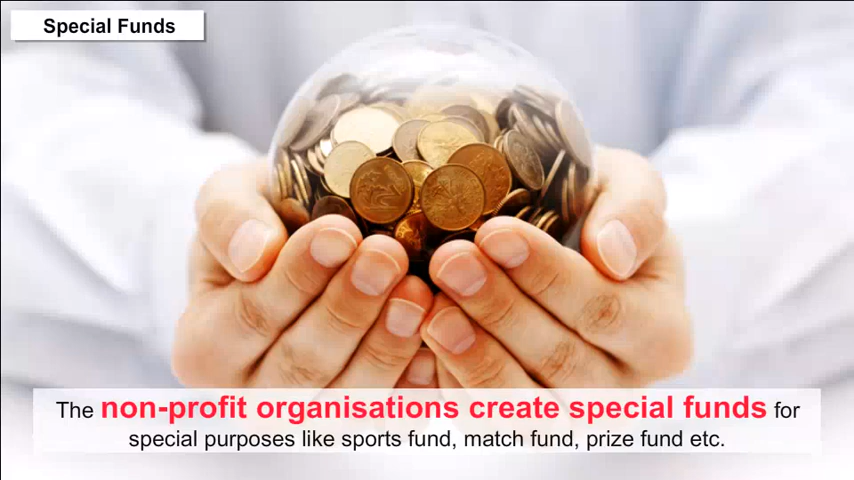 Special Funds
The non-profit organisations create special funds for
special purposes like sports fund, match fund, prize fund etc.